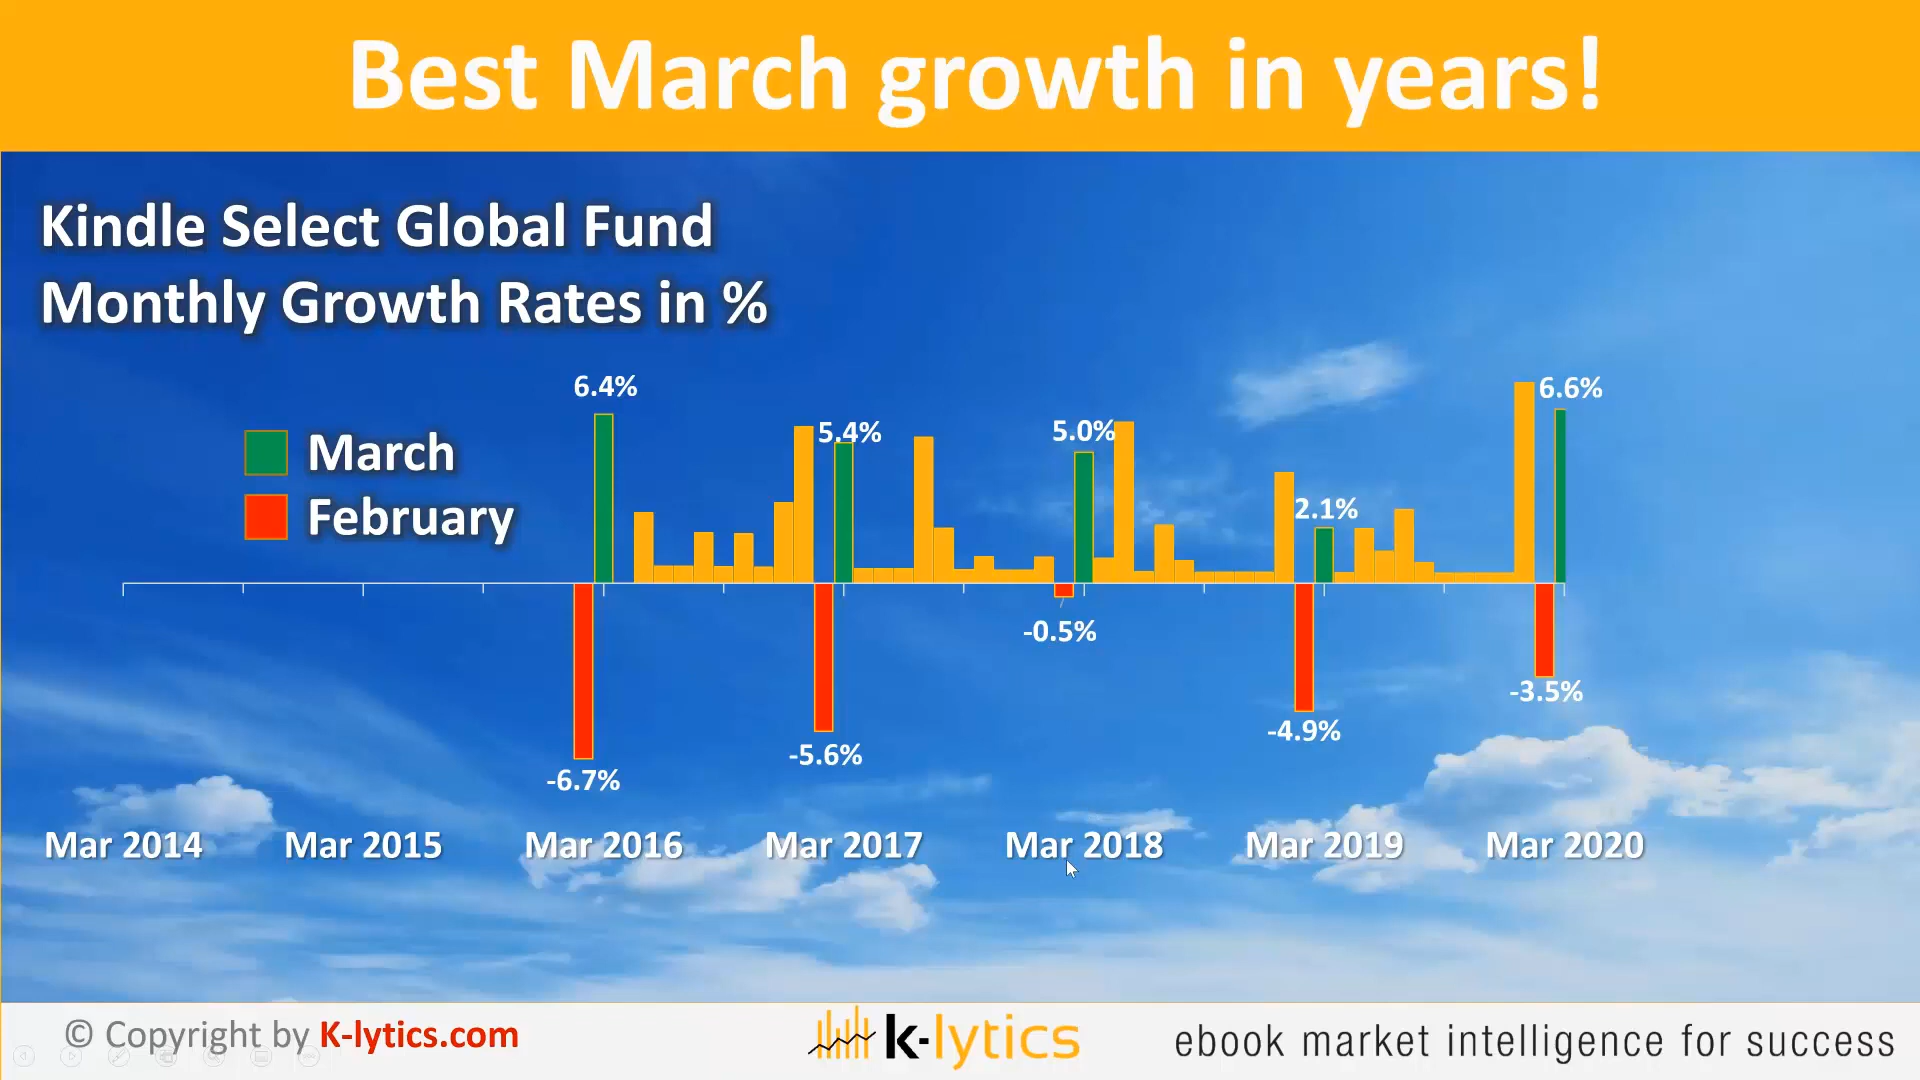 Best March growth in years!
Kindle Select Global Fund
Monthly Growth Rates in %
6.4%
5.4%
5.0%
2.1%
6.6%
March
February
-6.7%
-5.6%
-0.5%
-4.9%
-3.5%
Mar 2014 Mar 2015 Mar 2016 Mar 2017 Mar 2018 Mar 2019 Mar 2020
© Copyright by K-lytics.com
k-lytics
ebook market intelligence for success